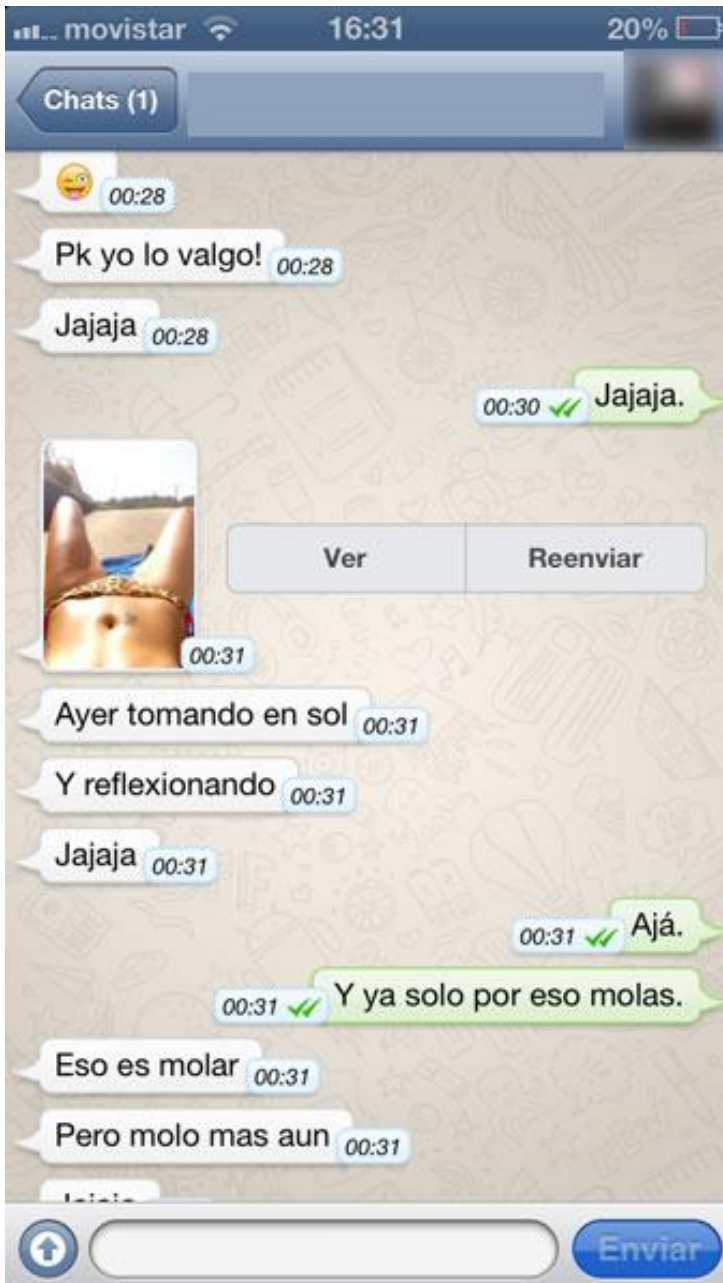 movistar 16:31 20%
Chats (1)
00:28
Pk yo lo valgo! 00:28
Jajaja 00:28
00:30 Jajaja.
Ver Reenviar
00:31
Ayer tomando en sol 00:31
Y reflexionando 00:31
Jajaja 00:31
00:31 Ajá.
00:31 Y ya solo por eso molas.
Eso es molar 00:31
Pero molo mas aun 00:31
Enviar